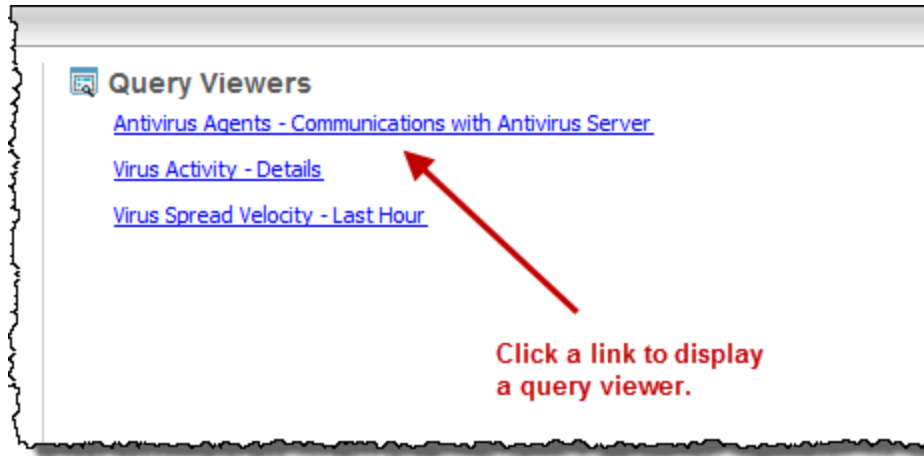 Query Viewers
Antivirus Agents - Communications with Antivirus Server
Virus Activity - Details
Virus Spread Velocity - Last Hour
Click a link to display
a query viewer.